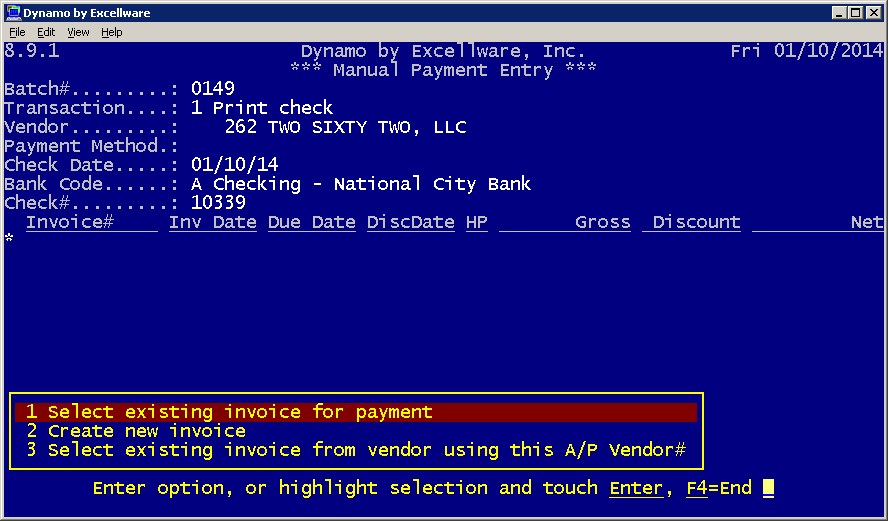 Dynamo by Excellware
File Edit View Help
8.9.1 Dynamo by Excellware, Inc. Fri 01/10/2014
*** Manual Payment Entry ***
Batch#.........: 0149
Transaction....: 1 Print check
Vendor.........: 262 TWO SIXTY TWO, LLC
Payment Method.:
Check Date.....: 01/10/14
Bank Code......: A Checking - National City Bank
Check#.........: 10339
Invoice# Inv Date Due Date DiscDate HP Gross Discount Net
*
1 Select existing invoice for payment
2 Create new invoice
3 Select existing invoice from vendor using this A/P Vendor#
Enter option, or highlight selection and touch Enter, F4=End